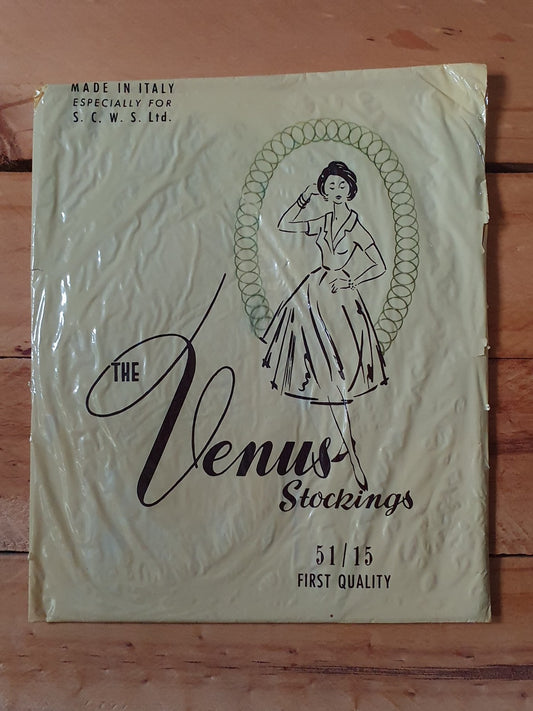 MADE IN ITALY
ESPECIALLY FOR
S. C. W. S. Ltd.
THE
Venus
Stockings
51/15
FIRST QUALITY